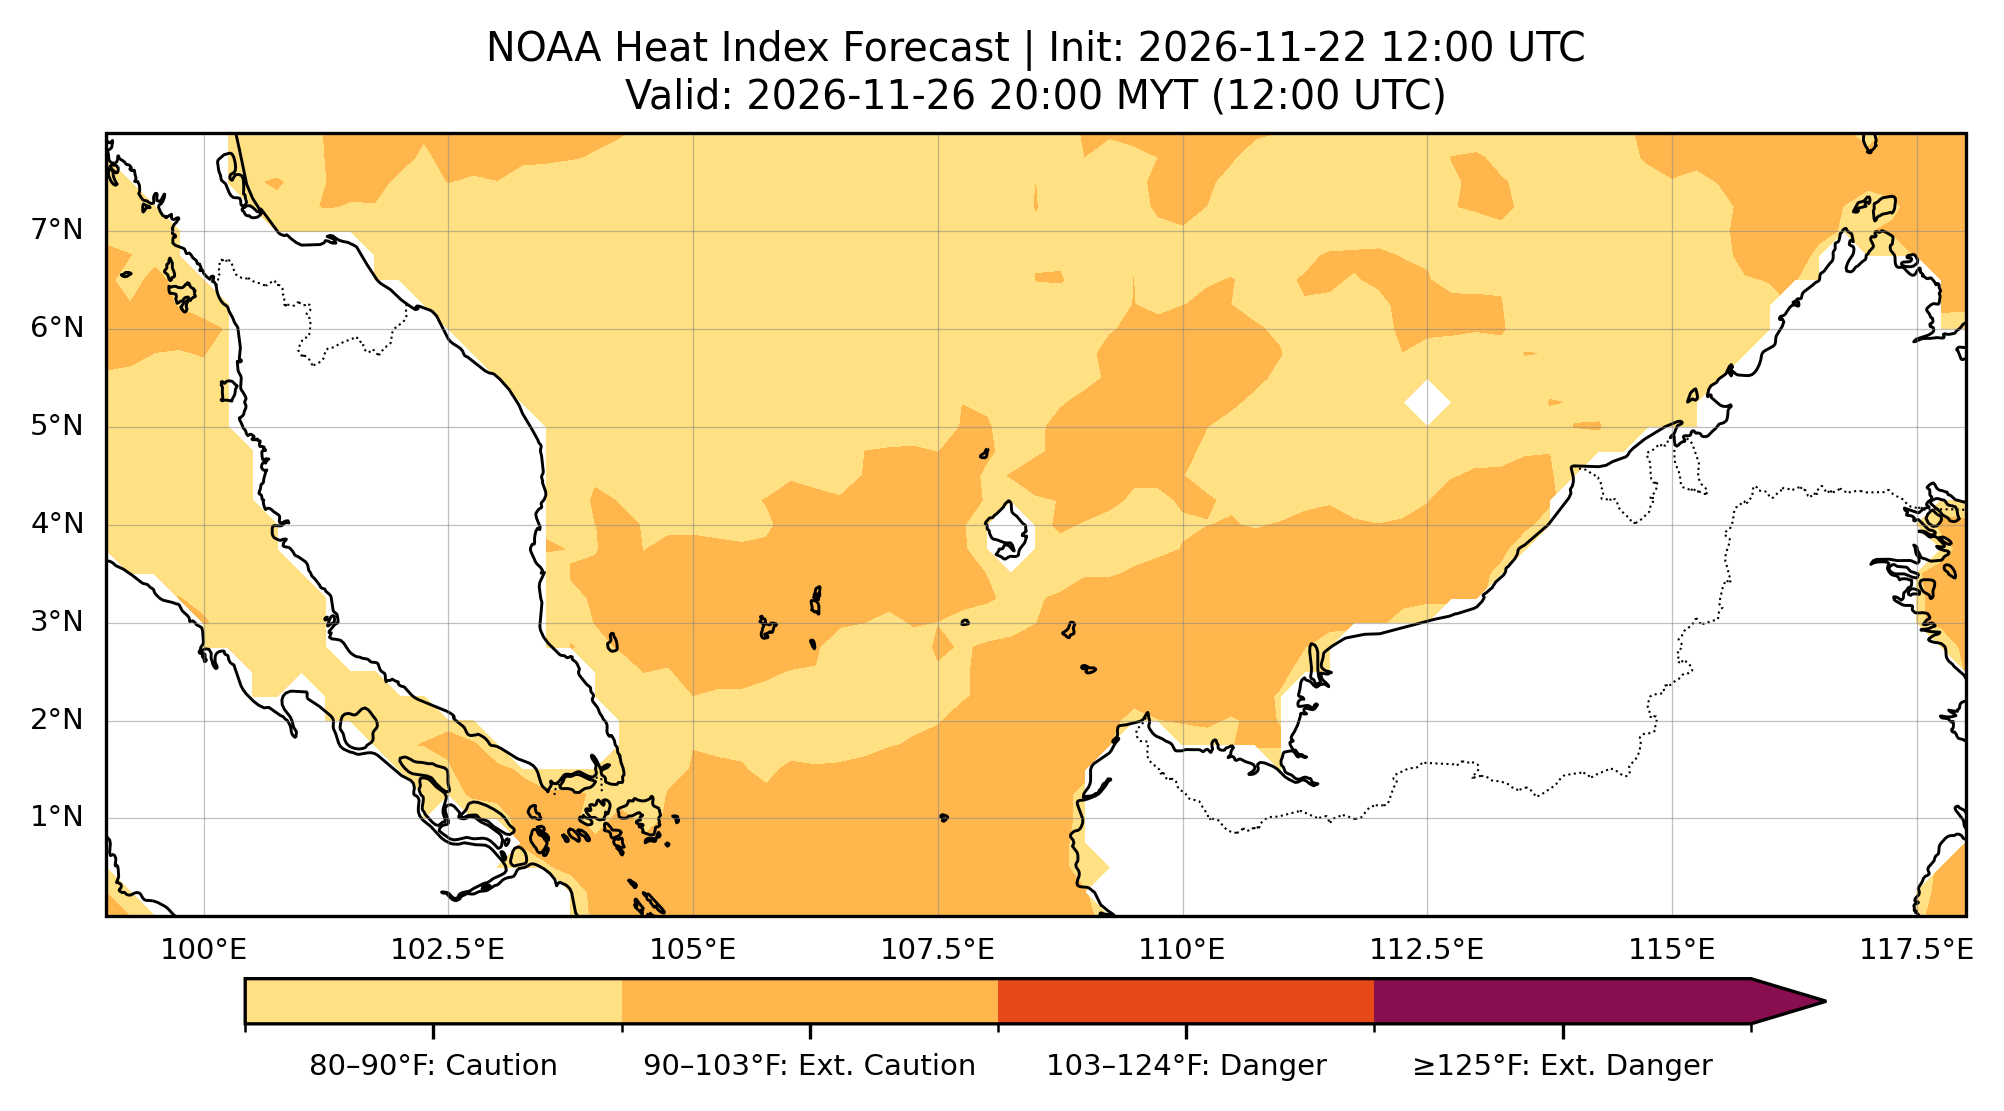 NOAA Heat Index Forecast | Init: 2026-11-22 12:00 UTC
Valid: 2026-11-26 20:00 MYT (12:00 UTC)
7°N
6°N
5°N
4°N
3°N
2°N
1°N
100°E 102.5°E 105°E 107.5°E 110°E 112.5°E 115°E 117.5°E
80–90°F: Caution 90–103°F: Ext. Caution 103–124°F: Danger ≥125°F: Ext. Danger